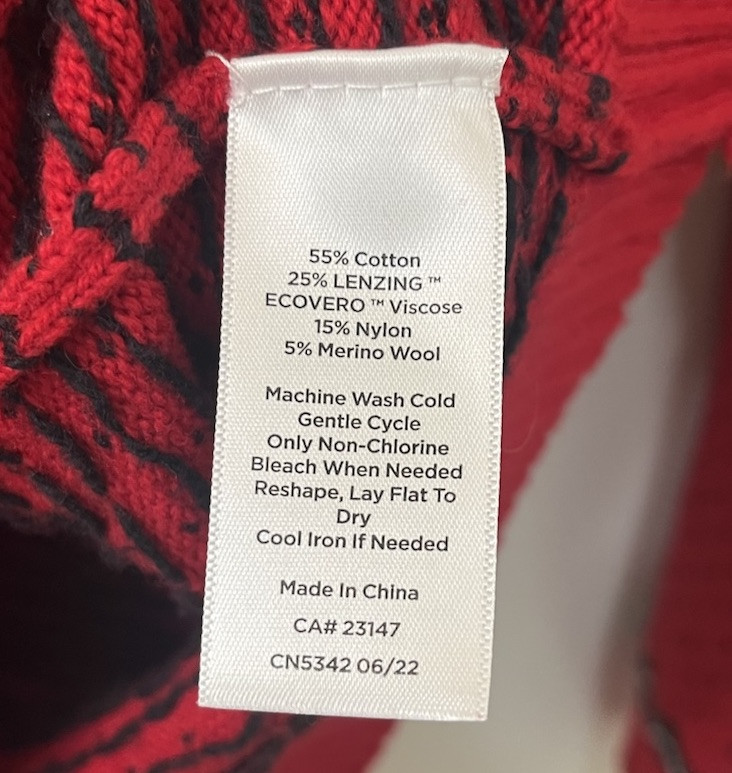 55% Cotton
25% LENZING ™
ECOVERO ™ Viscose
15% Nylon
5% Merino Wool
Machine Wash Cold
Gentle Cycle
Only Non-Chlorine
Bleach When Needed
Reshape, Lay Flat To
Dry
Cool Iron If Needed
Made In China
CA# 23147
CN5342 06/22